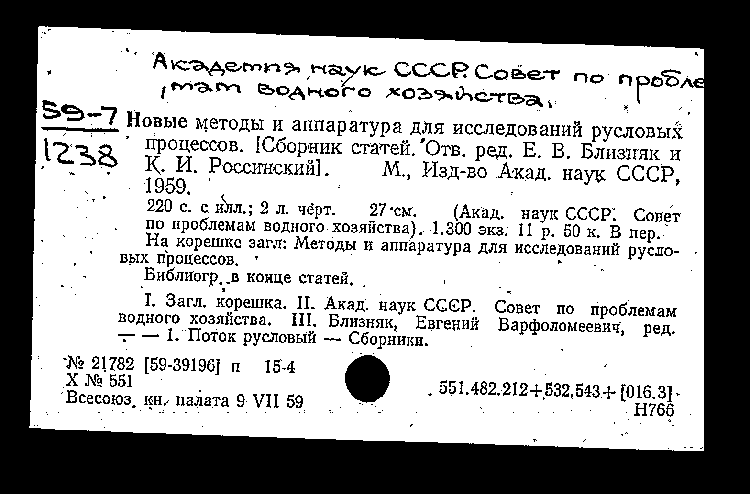 Академия наук СССР. Совет по пробле
мам водного хозяйства.
59-7
1238
Новые методы и аппаратура для исследований русловых
процессов. [Сборник статей. Отв. ред. Е. В. Близняк и
К. И. Россинский]. М., Изд-во Акад. наук СССР,
1959.
220 с. с илл.; 2 л. черт. 27 см. (Акад. наук СССР. Совет
по проблемам водного хозяйства). 1.300 экз. 11 р. 50 к. В пер.
На корешке загл: Методы и аппаратура для исследований русло-
вых процессов.
Библиогр. в конце статей.
I. Загл. корешка. II. Акад. наук СССР. Совет по проблемам
водного хозяйства. III. Близняк, Евгений Варфоломеевич, ред.
— — 1. Поток русловый — Сборники.
№ 21782 [59-39196] п 15-4
X № 551
Всесоюз. кн. палата 9 VII 59
551.482.212+532.543+[016.3]
Н766